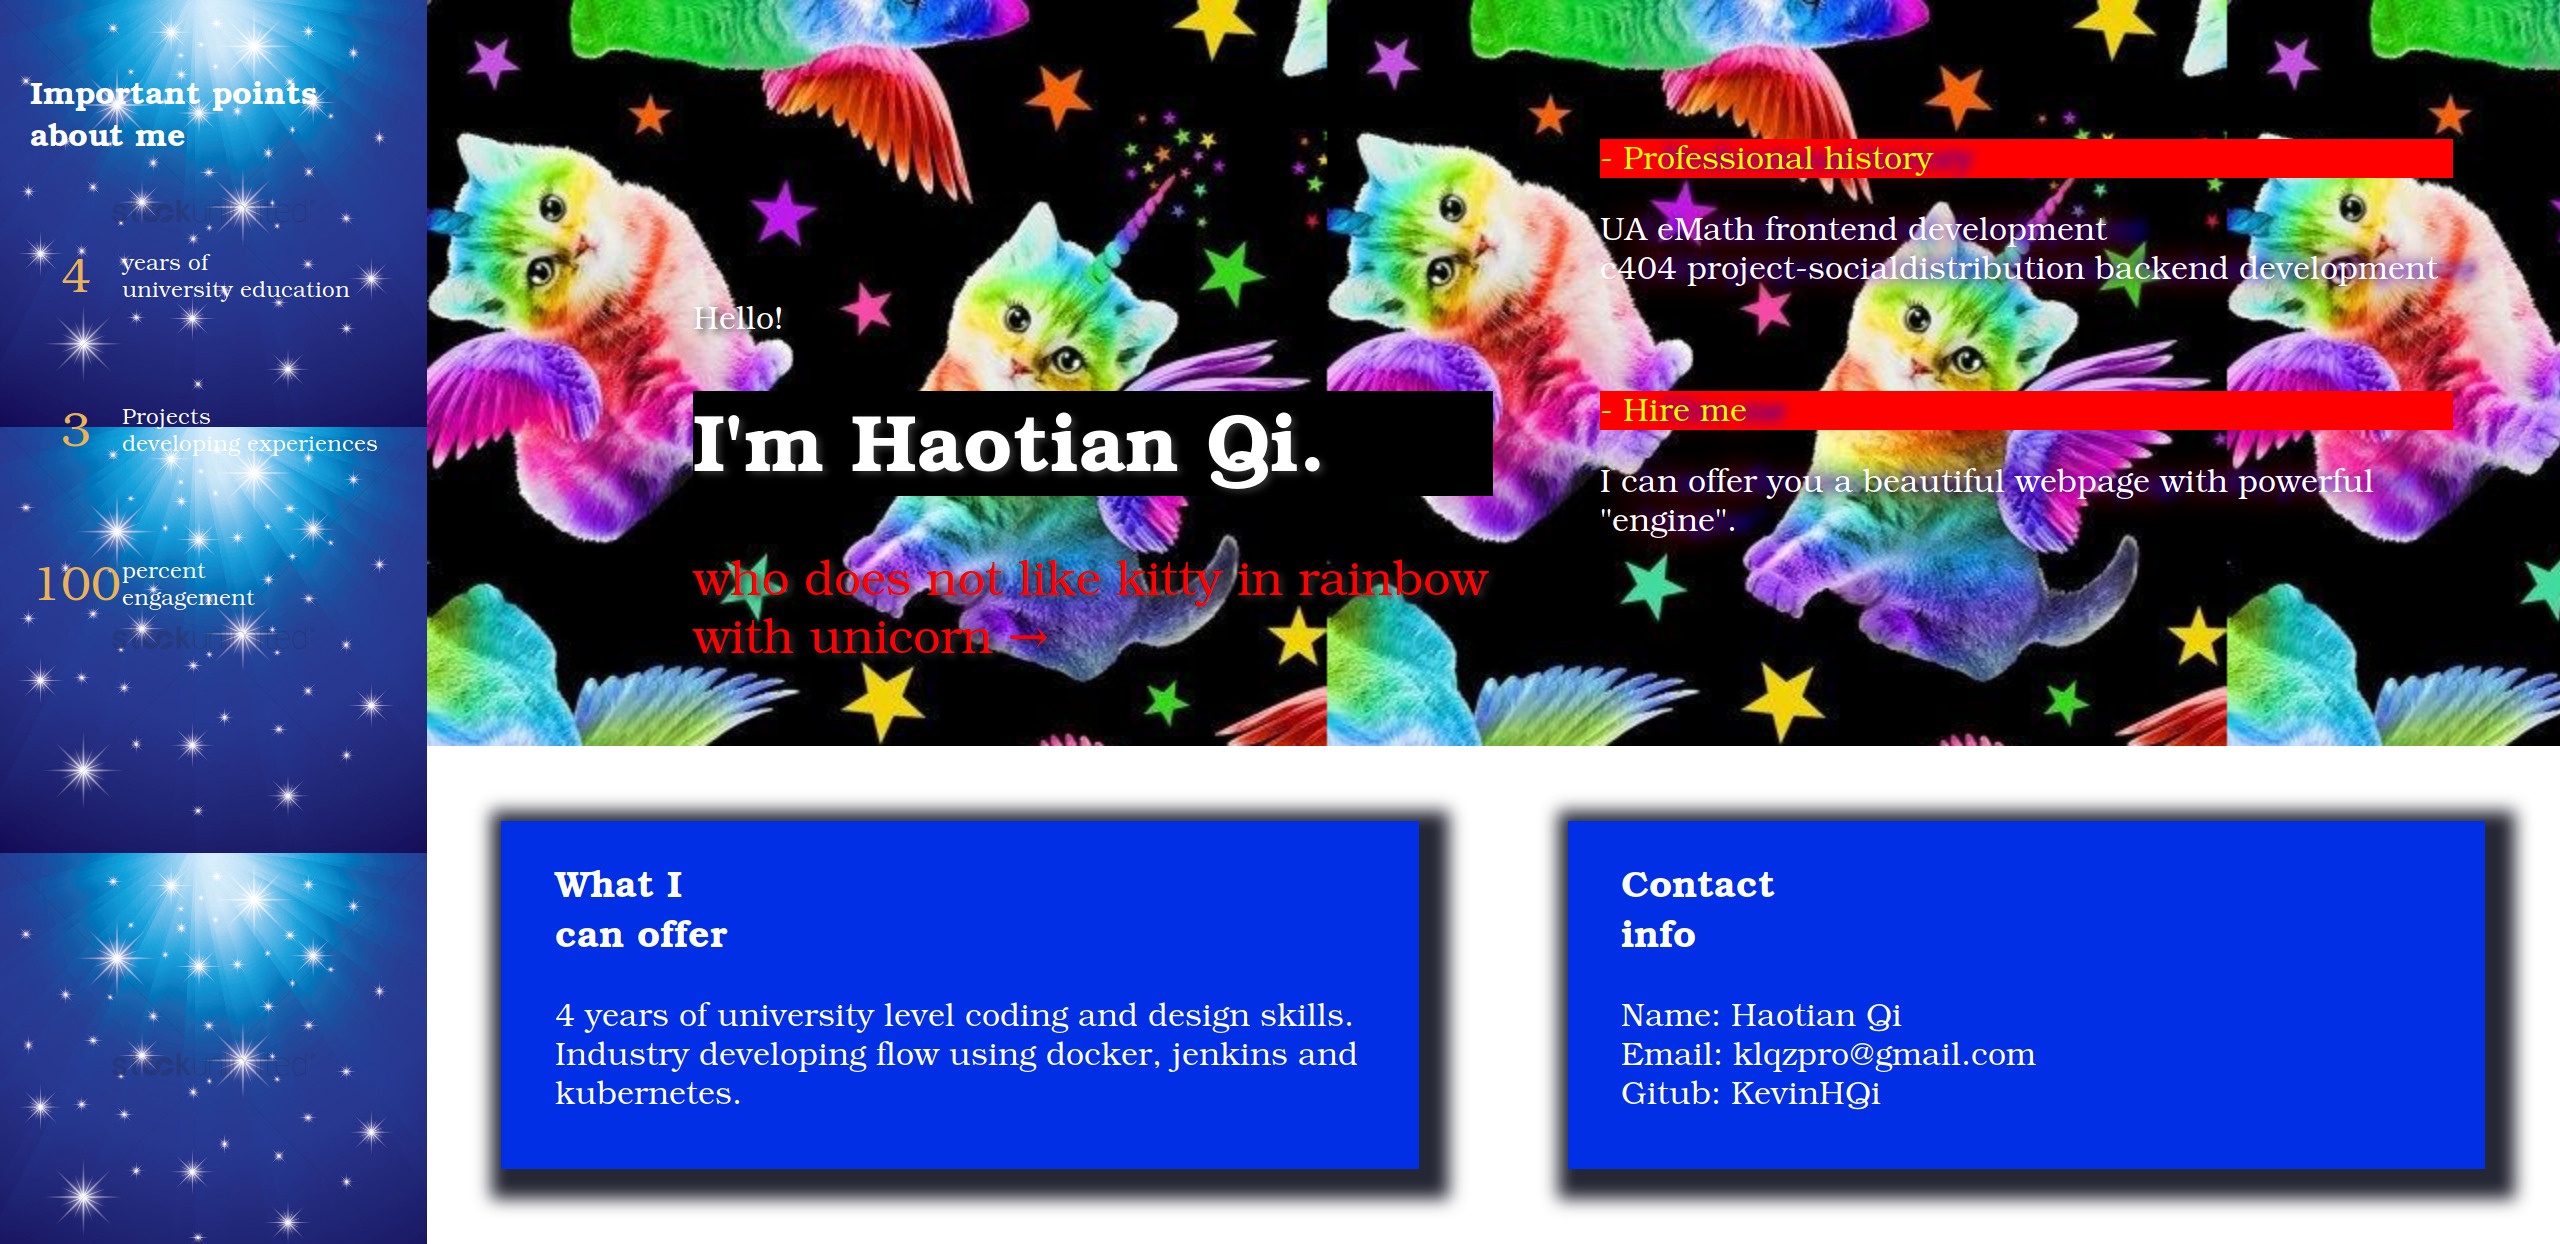 Important points
about me
4 years of
university education
3 Projects
developing experiences
100 percent
engagement
stockunlimited
stockunlimited
stockunlimited
Hello!
I'm Haotian Qi.
who does not like kitty in rainbow
with unicorn →
- Professional history
UA eMath frontend development
c404 project-socialdistribution backend development
- Hire me
I can offer you a beautiful webpage with powerful
"engine".
What I
can offer
4 years of university level coding and design skills.
Industry developing flow using docker, jenkins and
kubernetes.
Contact
info
Name: Haotian Qi
Email: klqzpro@gmail.com
Gitub: KevinHQi